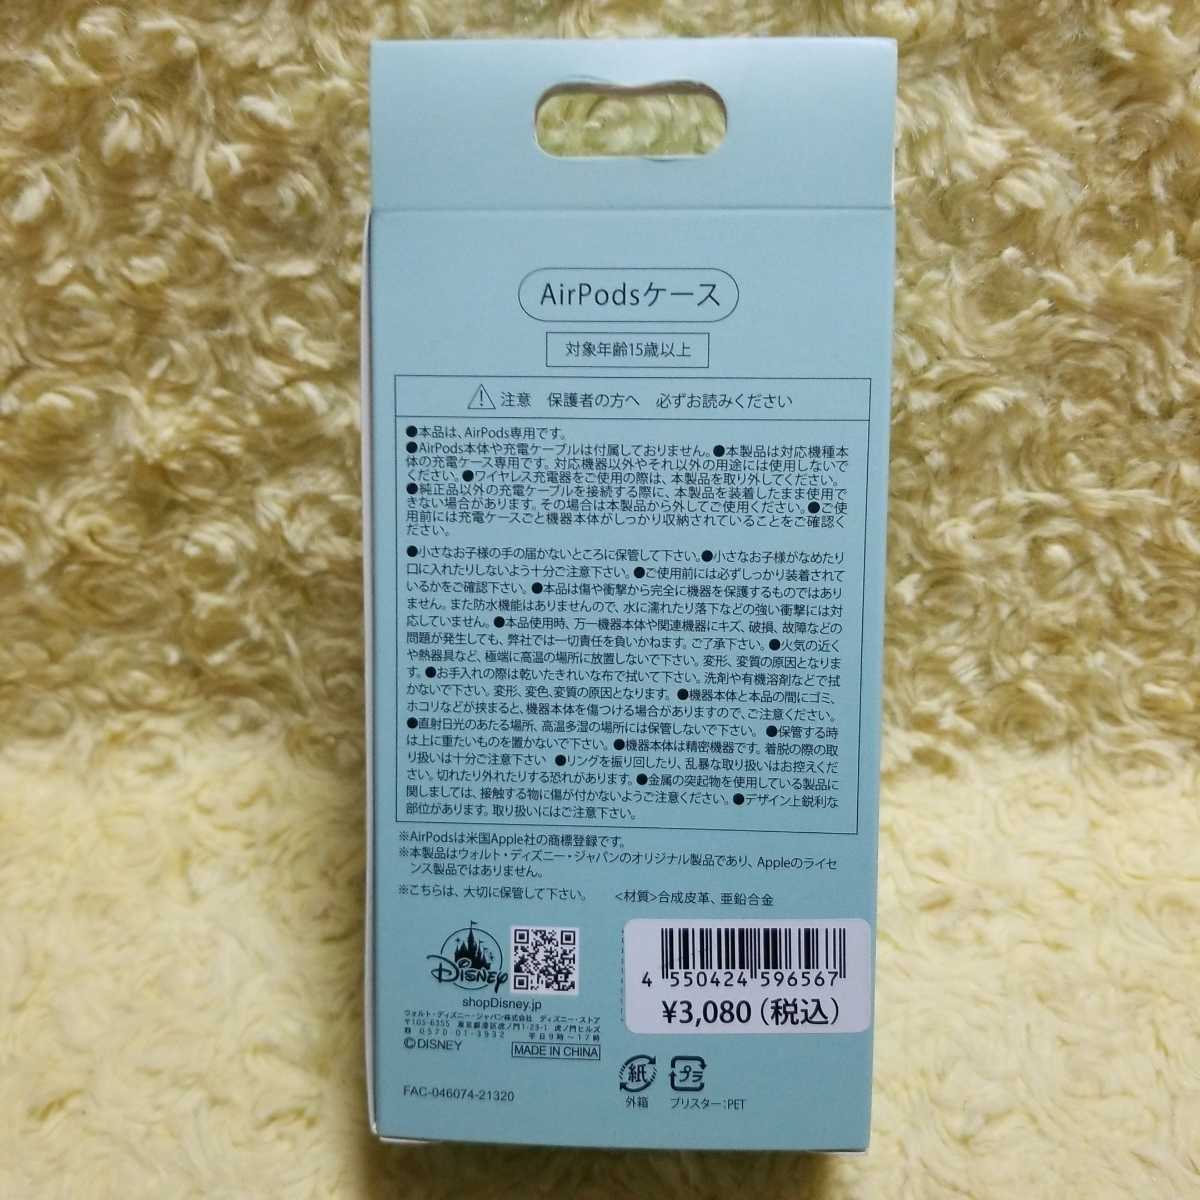 AirPodsケース
対象年齢15歳以上
注意 保護者の方へ 必ずお読みください
●本品は、AirPods専用です。
●AirPods本体や充電ケーブルは付属しておりません。●本製品は対応機種本
体の充電ケース専用です。対応機器以外やそれ以外の用途には使用しないで
ください。●ワイヤレス充電器をご使用の際は、本製品を取り外してください。
●純正品以外の充電ケーブルを接続する際に、本製品を装着したまま使用で
きない場合があります。その場合は本製品から外してご使用ください。●ご使
用前には充電ケースごと機器本体がしっかり収納されていることをご確認く
ださい。
●小さなお子様の手の届かないところに保管して下さい。●小さなお子様がなめたり
口に入れたりしないよう十分ご注意下さい。●ご使用前には必ずしっかり装着されて
いるかをご確認下さい。●本品は傷や衝撃から完全に機器を保護するものではあり
ません。また防水機能はありませんので、水に濡れたり落下などの強い衝撃には対
応していません。●本品使用時、万一機器本体や関連機器にキズ、破損、故障などの
問題が発生しても、弊社では一切責任を負いかねます。ご了承下さい。●火気の近く
や熱器具など、極端に高温の場所に放置しないで下さい。変形、変質の原因となりま
す。●お手入れの際は乾いたきれいな布で拭いて下さい。洗剤や有機溶剤などで拭
かないで下さい。変形、変色、変質の原因となります。●機器本体と本品の間にゴミ、
ホコリなどが挟まると、機器本体を傷つける場合がありますので、ご注意ください。
●直射日光のあたる場所、高温多湿の場所には保管しないで下さい。●保管する時
は上に重たいものを置かないで下さい。●機器本体は精密機器です。着脱の際の取
り扱いは十分ご注意下さい ●リングを振り回したり、乱暴な取り扱いはお控えくだ
さい。切れたり外れたりする恐れがあります。●金属の突起物を使用している製品に
関しましては、接触する物に傷が付かないようご注意ください。●デザイン上鋭利な
部位があります。取り扱いにはご注意下さい。
※AirPodsは米国Apple社の商標登録です。
※本製品はウォルト・ディズニー・ジャパンのオリジナル製品であり、Appleのライセ
ンス製品ではありません。
※こちらは、大切に保管して下さい。 <材質>合成皮革、亜鉛合金
DISNEY
shopDisney.jp
ウォルト・ディズニー・ジャパン株式会社 ディズニー・ストア
〒105-6355 東京都港区虎ノ門1-23-1 虎ノ門ヒルズ
0570-01-3932 平日9時〜17時
©DISNEY
MADE IN CHINA
FAC-046074-21320
4 550424 596567
¥3,080（税込）
紙
外箱
プラ
ブリスター:PET